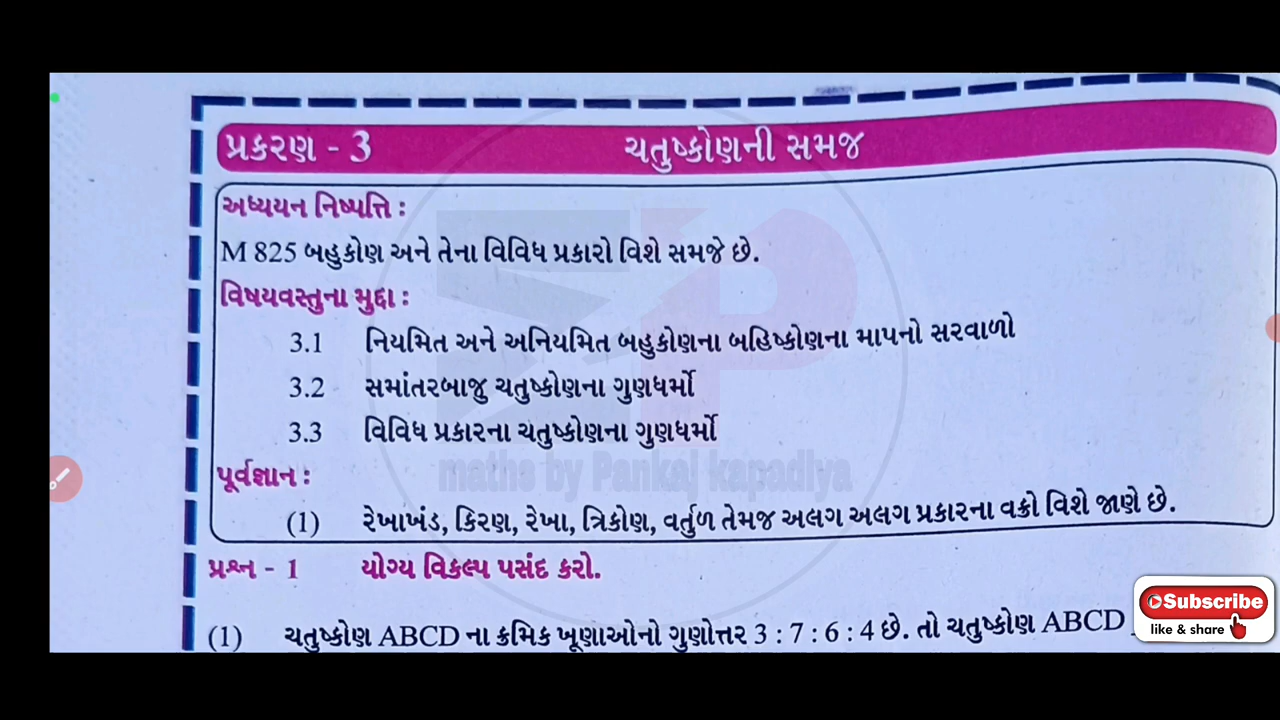 પ્રકરણ - 3 ચતુષ્કોણની સમજ
અધ્યયન નિષ્પત્તિ :
M 825 બહુકોણ અને તેના વિવિધ પ્રકારો વિશે સમજે છે.
વિષયવસ્તુના મુદ્દા :
3.1 નિયમિત અને અનિયમિત બહુકોણના બહિષ્કોણના માપનો સરવાળો
3.2 સમાંતરબાજુ ચતુષ્કોણના ગુણધર્મો
3.3 વિવિધ પ્રકારના ચતુષ્કોણના ગુણધર્મો
maths by Pankaj kapadiya
પૂર્વજ્ઞાન :
(1) રેખાખંડ, કિરણ, રેખા, ત્રિકોણ, વર્તુળ તેમજ અલગ અલગ પ્રકારના વક્રો વિશે જાણે છે.
પ્રશ્ન - 1 યોગ્ય વિકલ્પ પસંદ કરો.
(1) ચતુષ્કોણ ABCD ના ક્રમિક ખૂણાઓનો ગુણોત્તર 3 : 7 : 6 : 4 છે. તો ચતુષ્કોણ ABCD
Subscribe
like & share